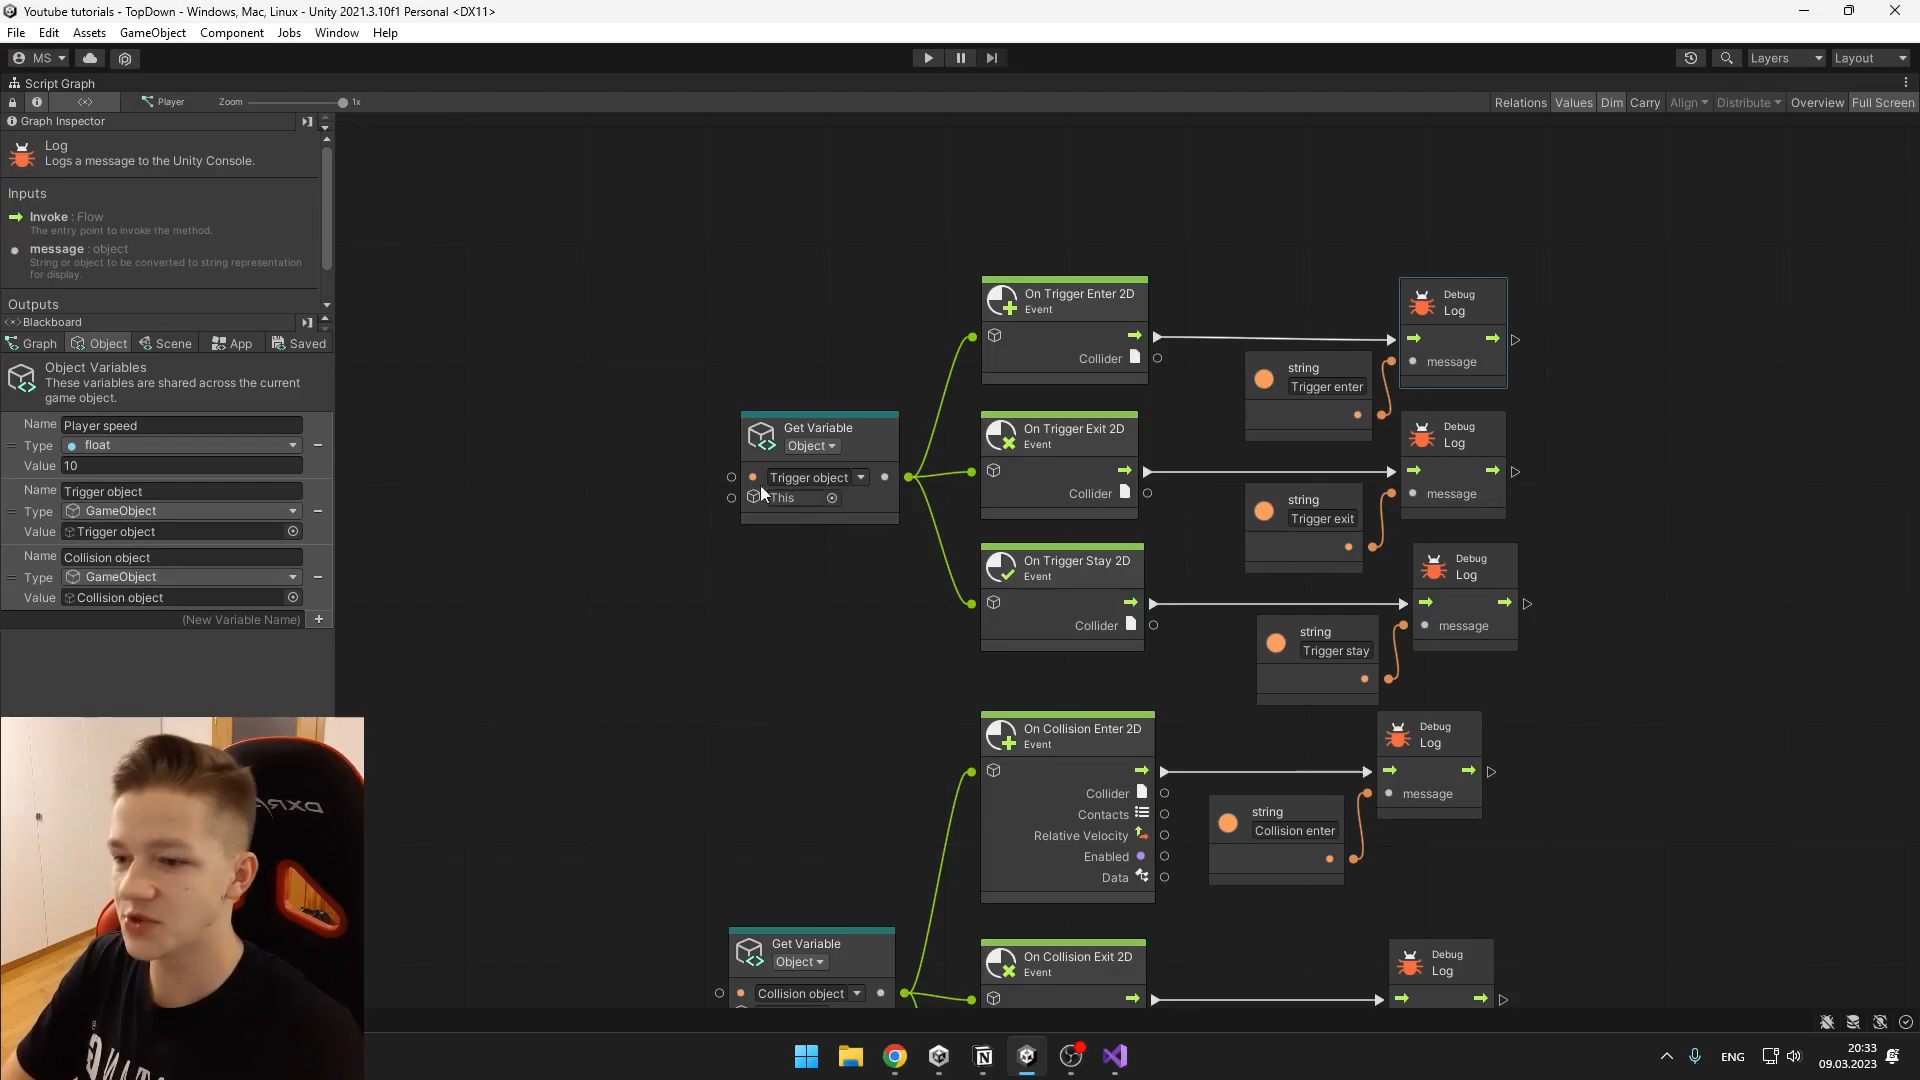 Youtube tutorials - TopDown - Windows, Mac, Linux - Unity 2021.3.10f1 Personal <DX11>
File Edit Assets GameObject Component Jobs Window Help
MS Layers Layout
Script Graph
Player Zoom 1x Relations Values Dim Carry Align Distribute Overview Full Screen
Graph Inspector
Log
Logs a message to the Unity Console.
Inputs
Invoke : Flow
The entry point to invoke the method.
message : object
String or object to be converted to string representation
for display.
Outputs
Blackboard
Graph Object Scene App Saved
Object Variables
These variables are shared across the current
game object.
Name Player speed
Type float
Value 10
Name Trigger object
Type GameObject
Value Trigger object
Name Collision object
Type GameObject
Value Collision object
(New Variable Name)
Get Variable
Object
Trigger object
This
On Trigger Enter 2D
Event
Collider
string
Trigger enter
Debug
Log
message
On Trigger Exit 2D
Event
Collider
string
Trigger exit
Debug
Log
message
On Trigger Stay 2D
Event
Collider
string
Trigger stay
Debug
Log
message
On Collision Enter 2D
Event
Collider
Contacts
Relative Velocity
Enabled
Data
string
Collision enter
Debug
Log
message
Get Variable
Object
Collision object
On Collision Exit 2D
Event
Debug
Log
ENG
20:33
09.03.2023